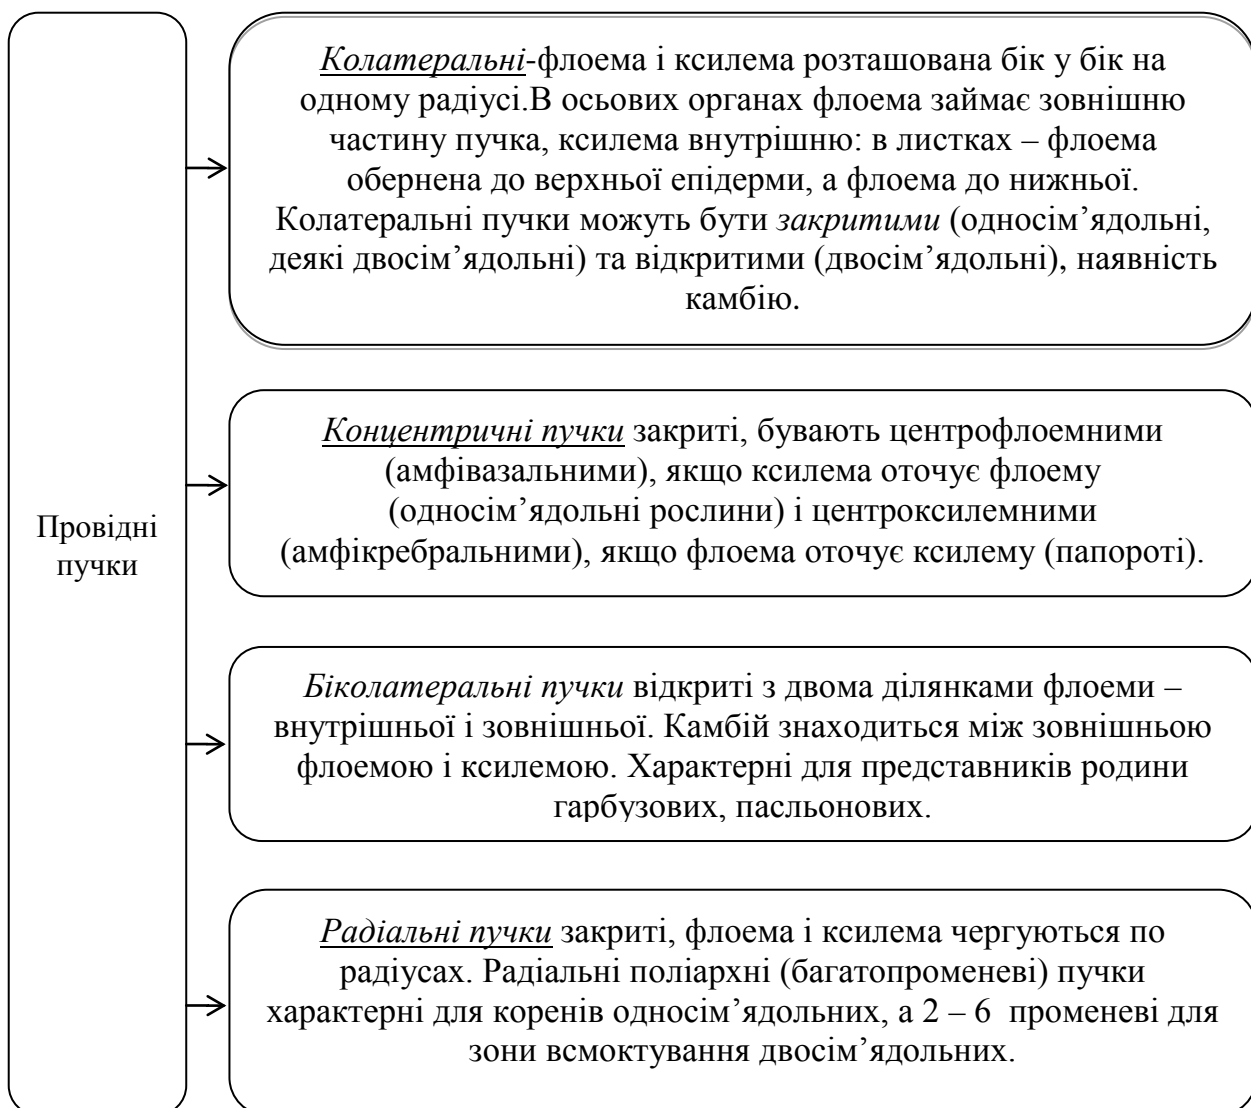 Провідні
пучки
Колатеральні-флоема і ксилема розташована бік у бік на
одному радіусі.В осьових органах флоема займає зовнішню
частину пучка, ксилема внутрішню: в листках – флоема
обернена до верхньої епідерми, а флоема до нижньої.
Колатеральні пучки можуть бути закритими (односім’ядольні,
деякі двосім’ядольні) та відкритими (двосім’ядольні), наявність
камбію.
Концентричні пучки закриті, бувають центрофлоемними
(амфівазальними), якщо ксилема оточує флоему
(односім’ядольні рослини) і центроксилемними
(амфікребральними), якщо флоема оточує ксилему (папороті).
Біколатеральні пучки відкриті з двома ділянками флоеми –
внутрішньої і зовнішньої. Камбій знаходиться між зовнішньою
флоемою і ксилемою. Характерні для представників родини
гарбузових, пасльонових.
Радіальні пучки закриті, флоема і ксилема чергуються по
радіусах. Радіальні поліархні (багатопроменеві) пучки
характерні для коренів односім’ядольних, а 2 – 6 променеві для
зони всмоктування двосім’ядольних.